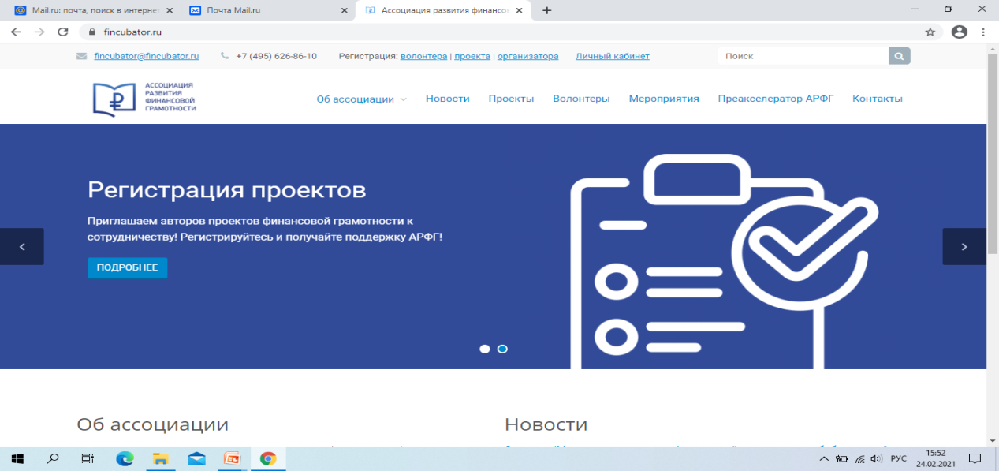 Mail.ru: почта, поиск в интернет
Почта Mail.ru
Ассоциация развития финансо
fincubator.ru
fincubator@fincubator.ru
+7 (495) 626-86-10
Регистрация: волонтера | проекта | организатора
Личный кабинет
Поиск
АССОЦИАЦИЯ
РАЗВИТИЯ
ФИНАНСОВОЙ
ГРАМОТНОСТИ
Об ассоциации
Новости
Проекты
Волонтеры
Мероприятия
Преакселератор АРФГ
Контакты
Регистрация проектов
Приглашаем авторов проектов финансовой грамотности к
сотрудничеству! Регистрируйтесь и получайте поддержку АРФГ!
ПОДРОБНЕЕ
Об ассоциации
Новости
РУС
15:52
24.02.2021